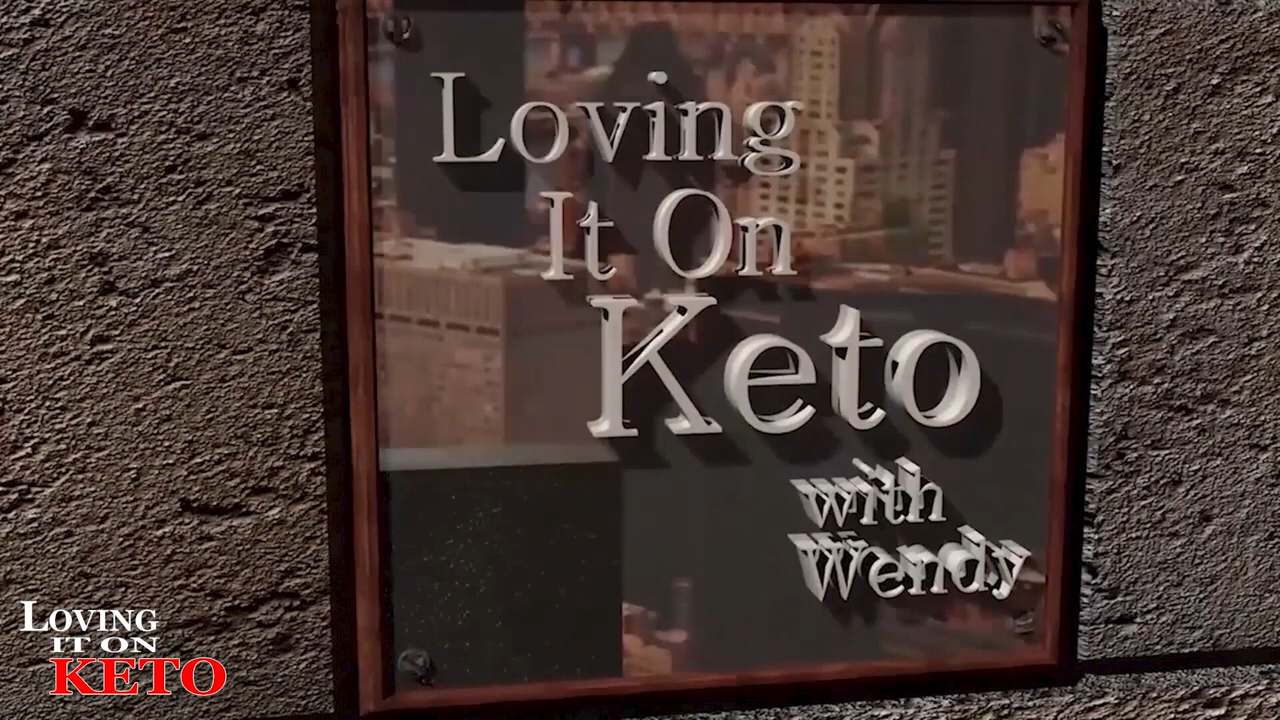 Loving
It On
Keto
with
Wendy
LOVING
IT ON
KETO